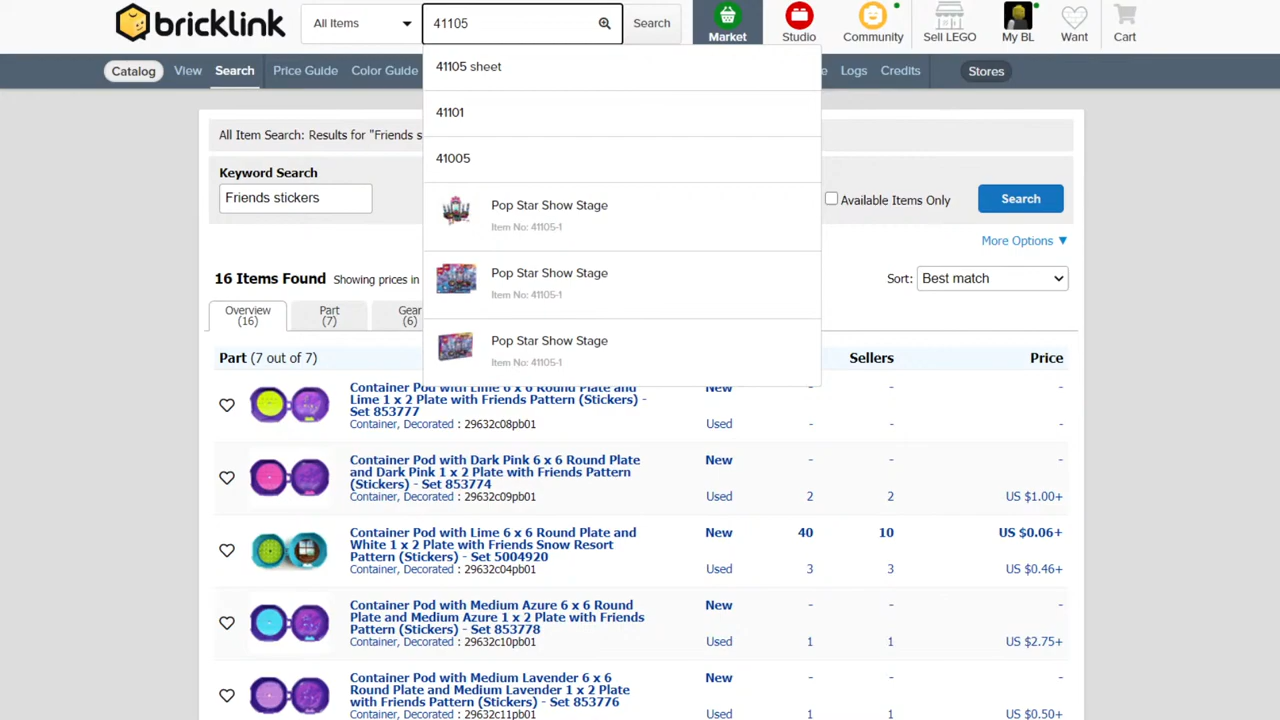 bricklink
All Items
41105
Search
Market
Studio
Community
Sell LEGO
My BL
Want
Cart
Catalog
View
Search
Price Guide
Color Guide
Logs
Credits
Stores
41105 sheet
41101
41005
Pop Star Show Stage
Item No: 41105-1
Pop Star Show Stage
Item No: 41105-1
Pop Star Show Stage
Item No: 41105-1
All Item Search: Results for "Friends s
Keyword Search
Friends stickers
Available Items Only
Search
More Options ▼
16 Items Found
Showing prices in
Sort:
Best match
Overview
(16)
Part
(7)
Gear
(6)
Part (7 out of 7)
Sellers
Price
Container Pod with Lime 6 x 6 Round Plate and
Lime 1 x 2 Plate with Friends Pattern (Stickers) -
Set 853777
Container, Decorated : 29632c08pb01
New - - -
Used - - -
Container Pod with Dark Pink 6 x 6 Round Plate
and Dark Pink 1 x 2 Plate with Friends Pattern
(Stickers) - Set 853774
Container, Decorated : 29632c09pb01
New - - -
Used 2 2 US $1.00+
Container Pod with Lime 6 x 6 Round Plate and
White 1 x 2 Plate with Friends Snow Resort
Pattern (Stickers) - Set 5004920
Container, Decorated : 29632c04pb01
New 40 10 US $0.06+
Used 3 3 US $0.46+
Container Pod with Medium Azure 6 x 6 Round
Plate and Medium Azure 1 x 2 Plate with Friends
Pattern (Stickers) - Set 853778
Container, Decorated : 29632c10pb01
New - - -
Used 1 1 US $2.75+
Container Pod with Medium Lavender 6 x 6
Round Plate and Medium Lavender 1 x 2 Plate
with Friends Pattern (Stickers) - Set 853776
Container, Decorated : 29632c11pb01
New - - -
Used 1 1 US $0.50+